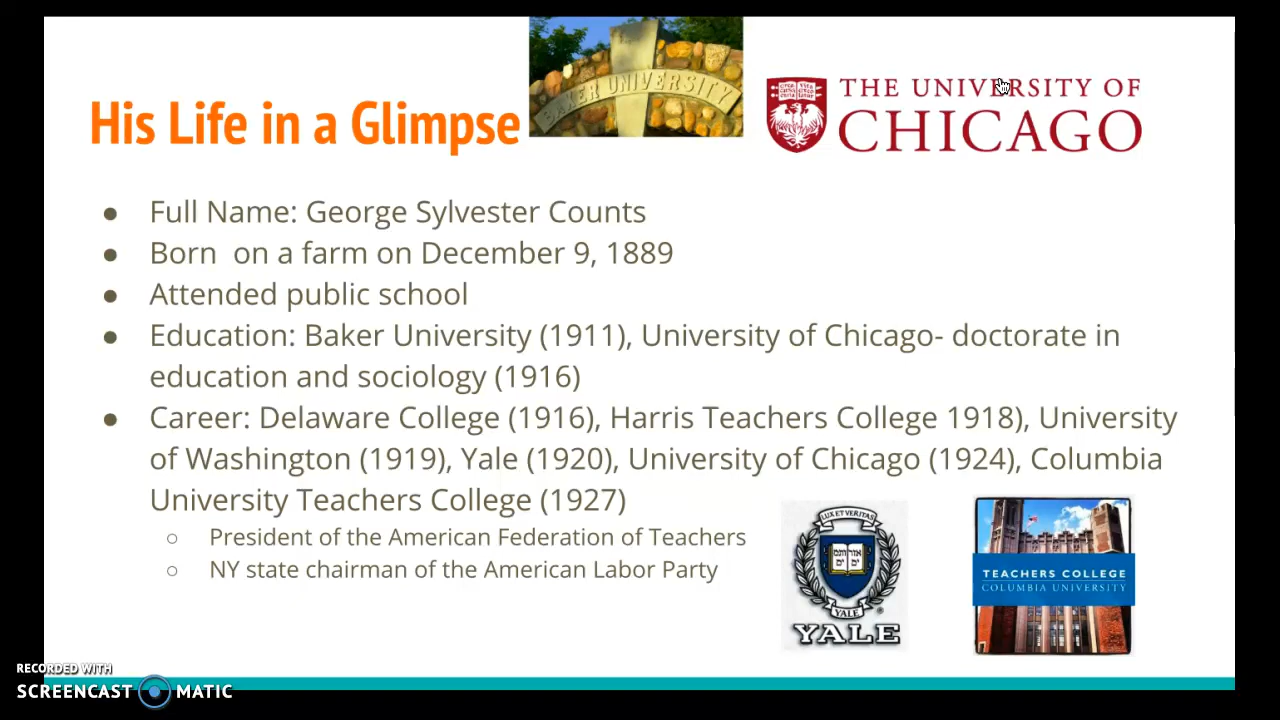 BAKER UNIVERSITY
THE UNIVERSITY OF
CHICAGO
His Life in a Glimpse
● Full Name: George Sylvester Counts
● Born  on a farm on December 9, 1889
● Attended public school
● Education: Baker University (1911), University of Chicago- doctorate in
education and sociology (1916)
● Career: Delaware College (1916), Harris Teachers College 1918), University
of Washington (1919), Yale (1920), University of Chicago (1924), Columbia
University Teachers College (1927)
○ President of the American Federation of Teachers
○ NY state chairman of the American Labor Party
LUX ET VERITAS
YALE
YALE
TEACHERS COLLEGE
COLUMBIA UNIVERSITY
RECORDED WITH
SCREENCAST MATIC